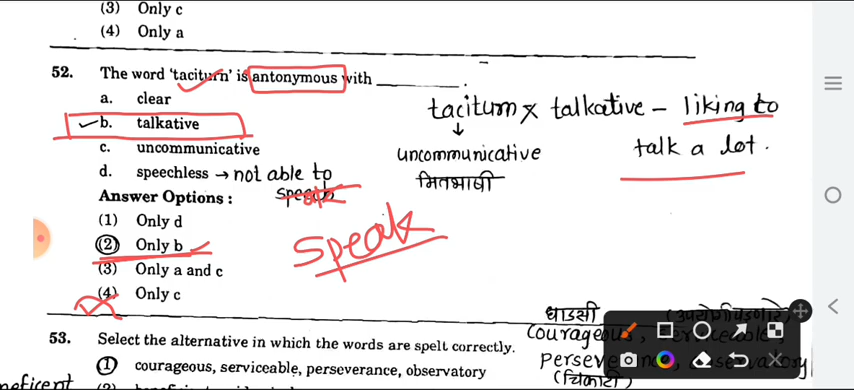 (3) Only c
(4) Only a
52. The word 'taciturn' is antonymous with ________.
a. clear
b. talkative
c. uncommunicative
d. speechless → not able to
speak
Answer Options :
(1) Only d
(2) Only b
(3) Only a and c
(4) Only c
taciturn x talkative – liking to
talk a lot.
uncommunicative
मितभाषी
53. Select the alternative in which the words are spelt correctly.
(1) courageous, serviceable, perseverance, observatory
धाडसी
Courageous,
(चिकाटी)